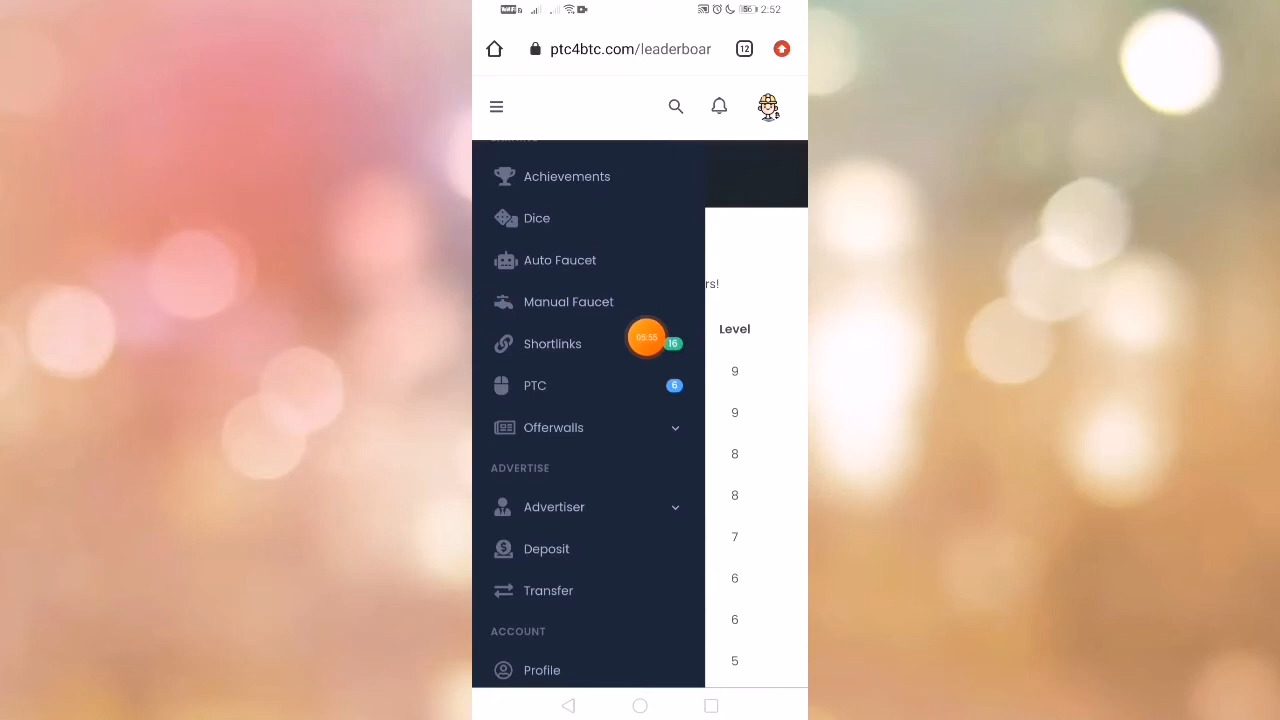 2:52
ptc4btc.com/leaderboar
12
Achievements
Dice
Auto Faucet
Manual Faucet
rs!
Level
05:55
Shortlinks
16
9
PTC
6
9
Offerwalls
8
ADVERTISE
8
Advertiser
7
Deposit
6
Transfer
6
ACCOUNT
5
Profile